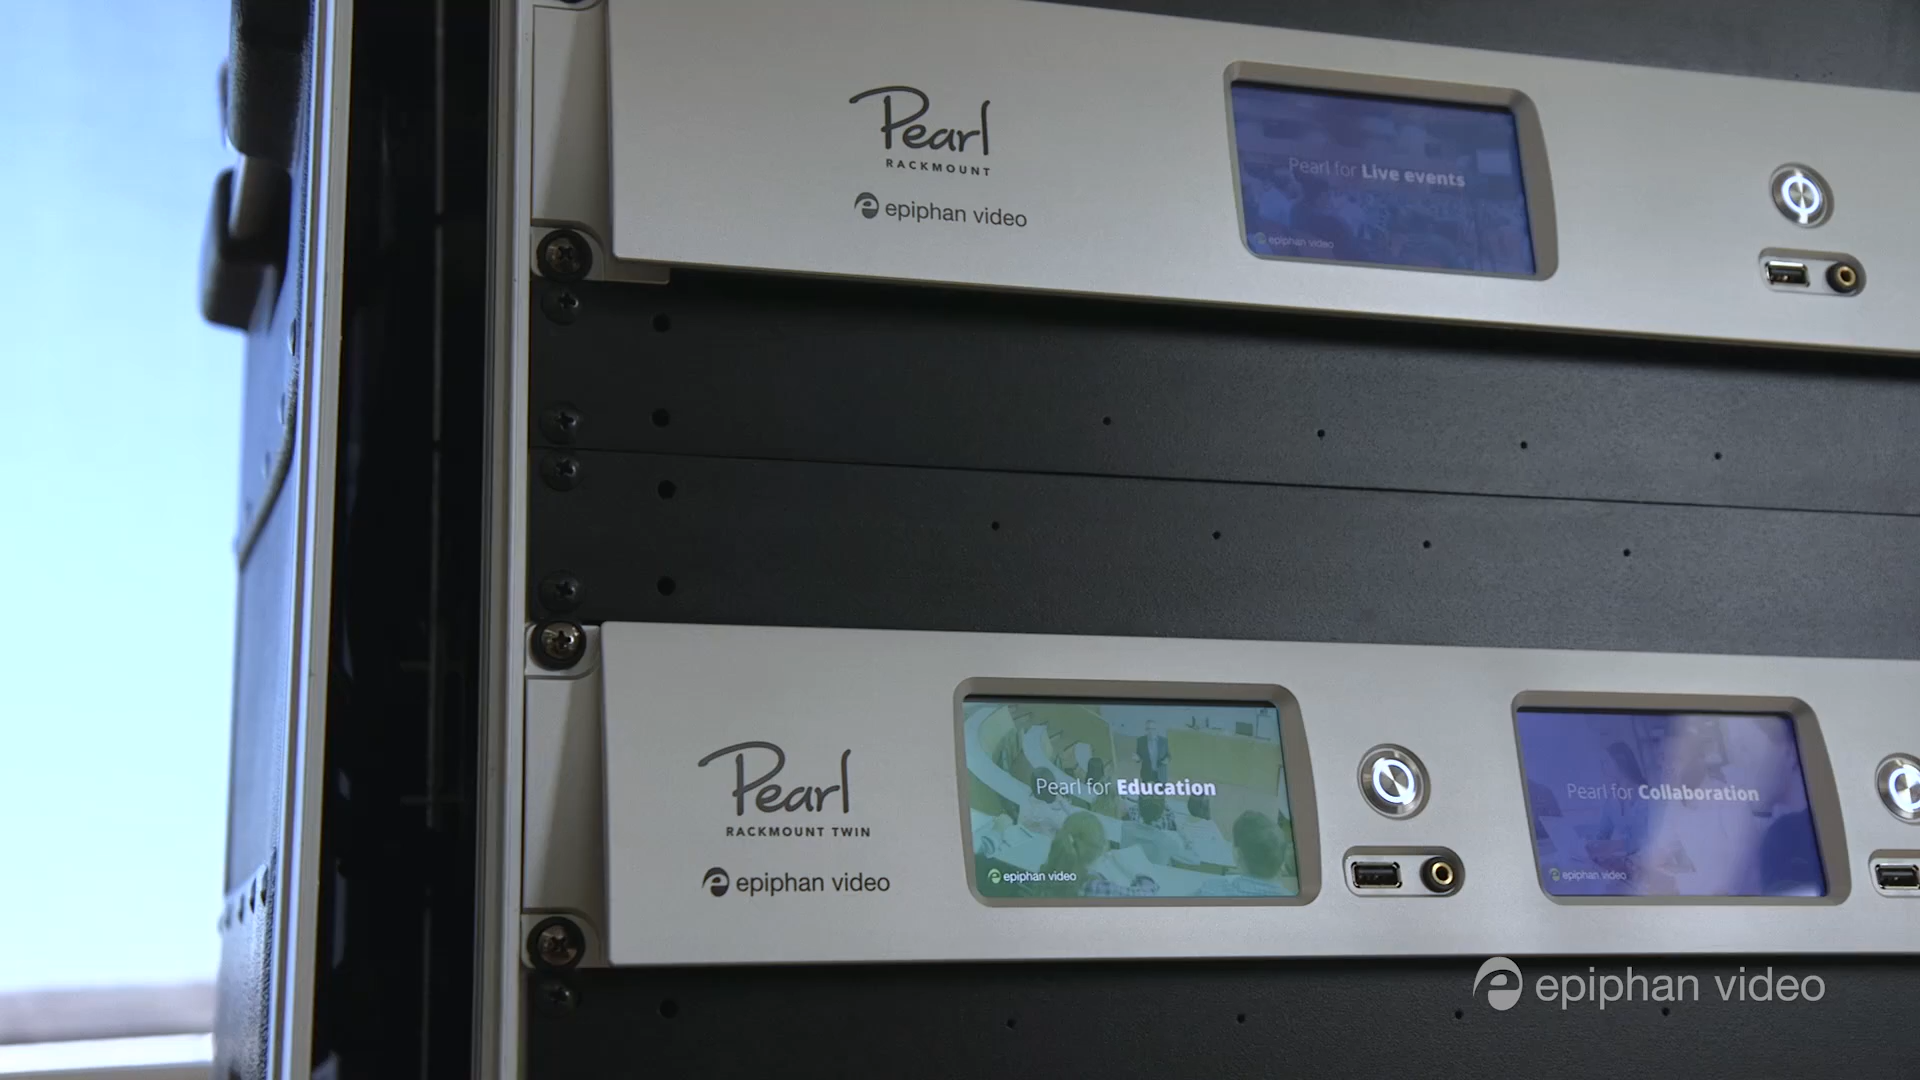 Pearl
RACKMOUNT
epiphan video
Pearl for Live events
epiphan video
Pearl
RACKMOUNT TWIN
epiphan video
Pearl for Education
epiphan video
Pearl for Collaboration
epiphan video
epiphan video